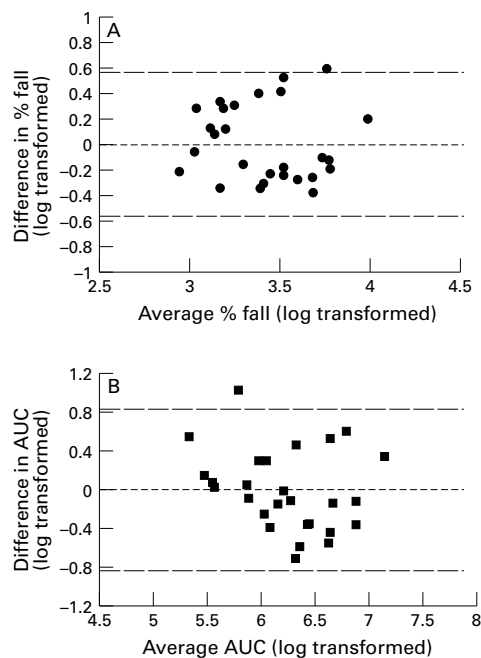 A
1
0.8
0.6
0.4
0.2
0
-0.2
-0.4
-0.6
-0.8
-1
Difference in % fall
(log transformed)
2.5 3 3.5 4 4.5
Average % fall (log transformed)
B
1.2
0.8
0.4
0
-0.4
-0.8
-1.2
Difference in AUC
(log transformed)
4.5 5 5.5 6 6.5 7 7.5 8
Average AUC (log transformed)